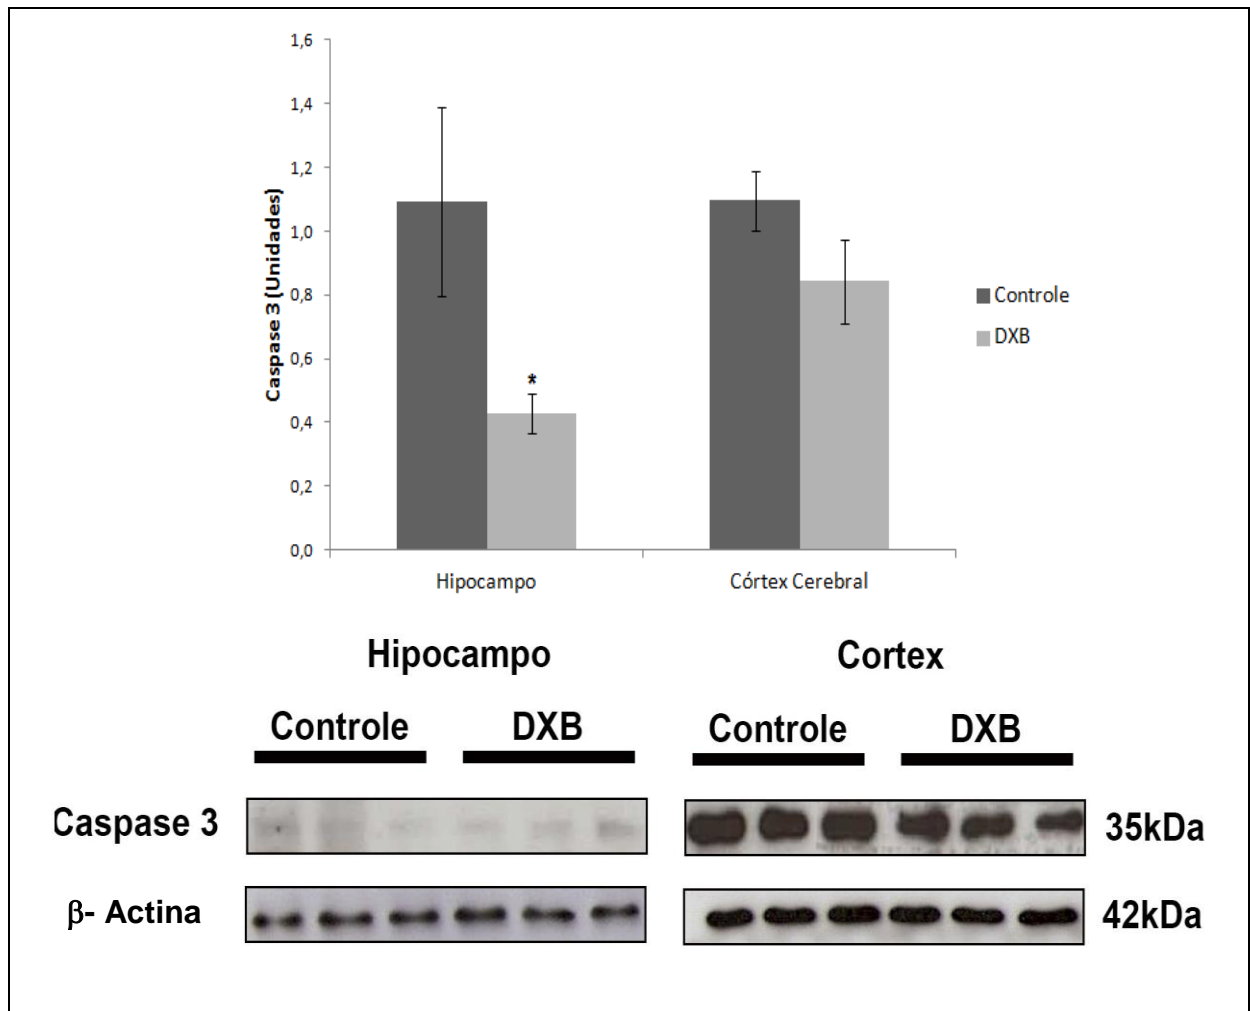 1,6
1,4
1,2
1,0
0,8
0,6
0,4
0,2
0,0
Caspase 3 (Unidades)
*
Controle
DXB
Hipocampo
Córtex Cerebral
Hipocampo
Cortex
Controle
DXB
Controle
DXB
Caspase 3
35kDa
β- Actina
42kDa